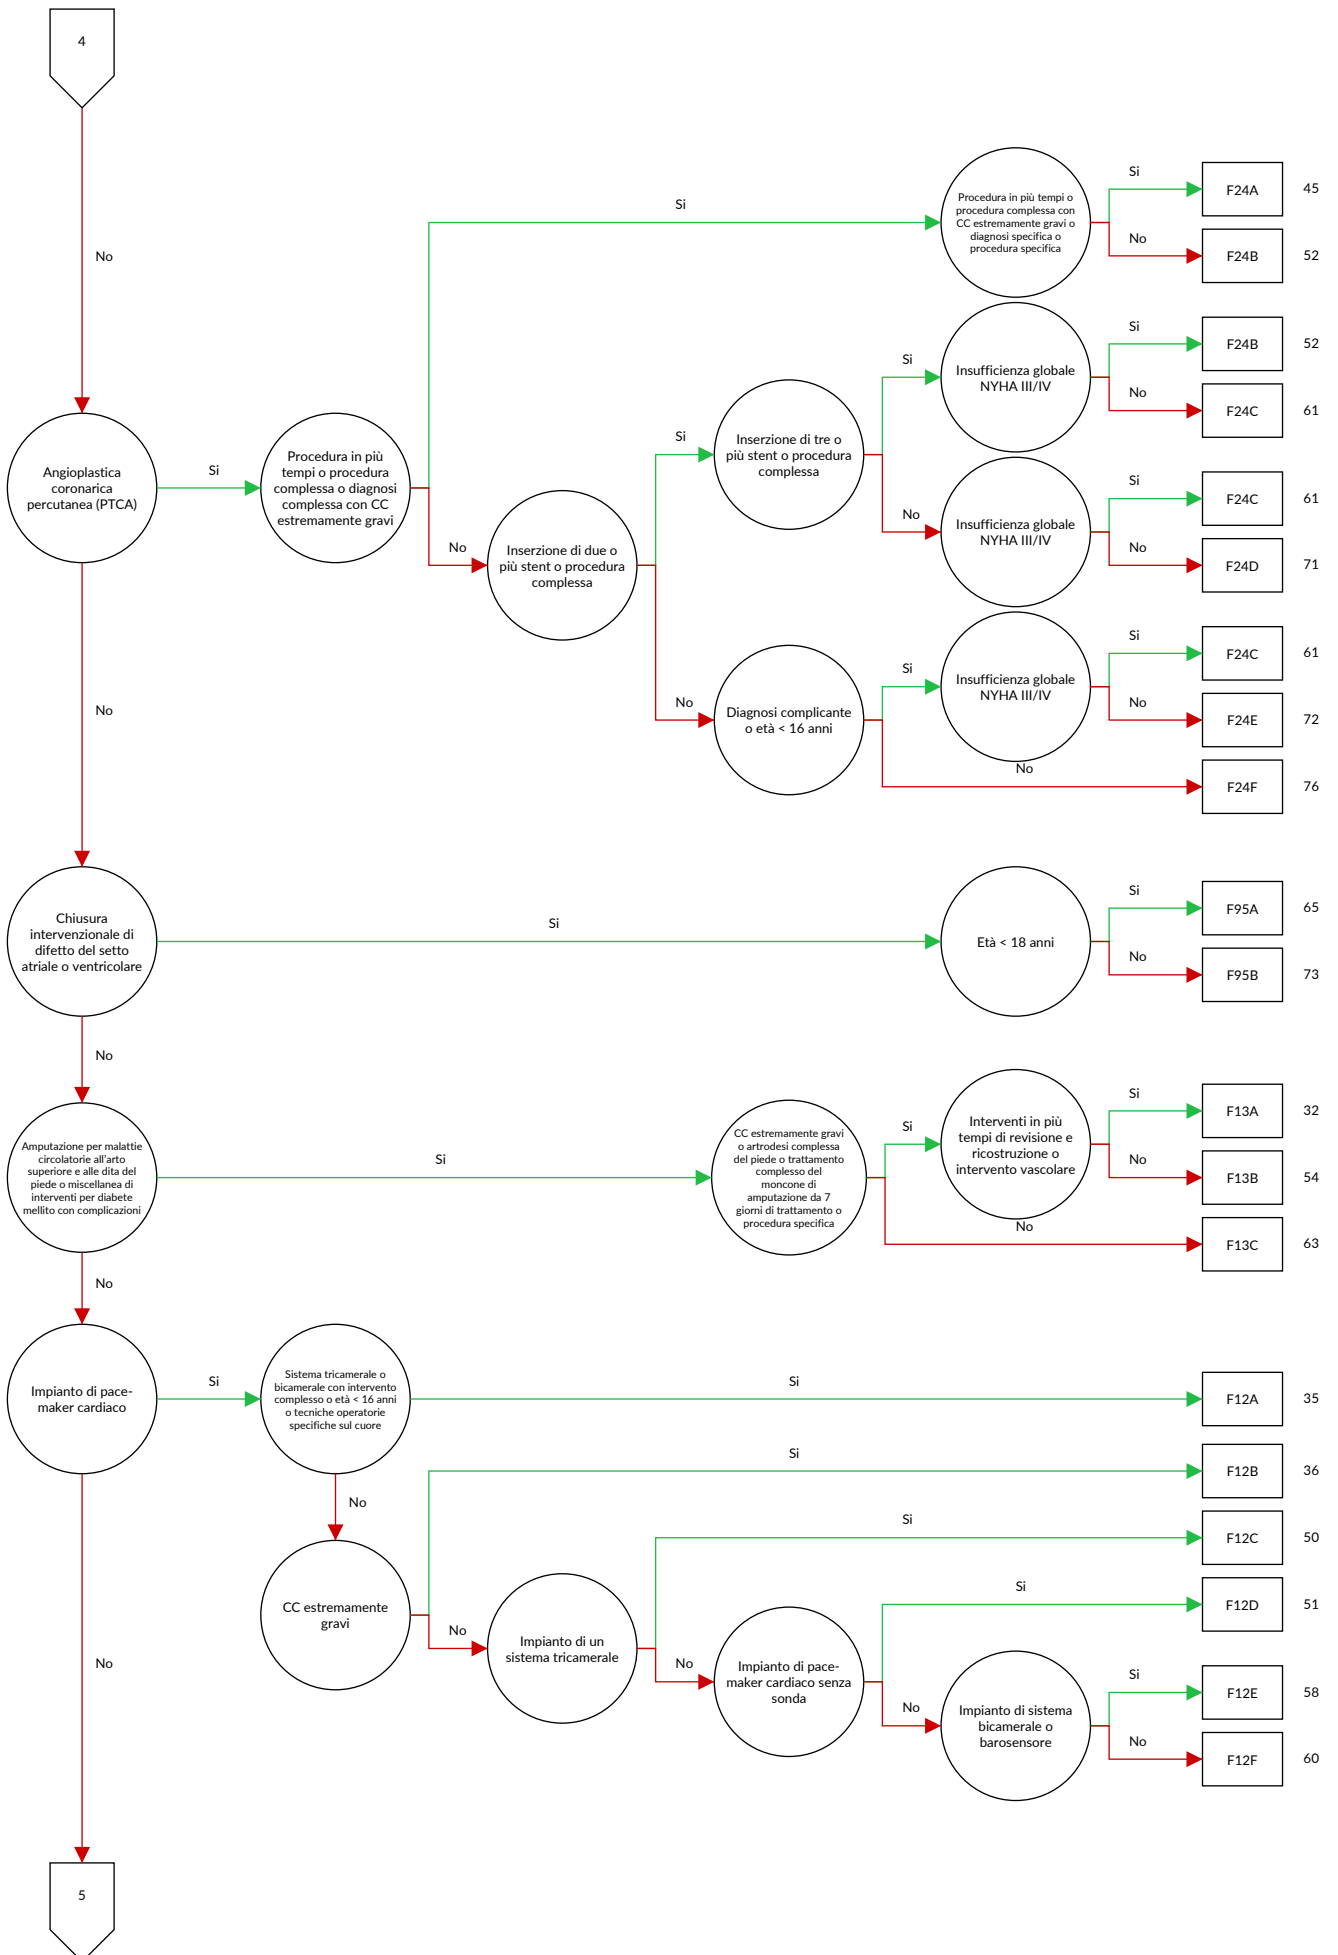 4
No
Si
Procedura in più tempi o
procedura complessa con
CC estremamente gravi o
diagnosi specifica o
procedura specifica
Si
F24A
45
No
F24B
52
Angioplastica
coronarica
percutanea (PTCA)
Si
Procedura in più
tempi o procedura
complessa o diagnosi
complessa con CC
estremamente gravi
No
Inserzione di due o
più stent o procedura
complessa
Si
Inserzione di tre o
più stent o procedura
complessa
Si
Insufficienza globale
NYHA III/IV
Si
F24B
52
No
F24C
61
No
Insufficienza globale
NYHA III/IV
Si
F24C
61
No
F24D
71
No
Diagnosi complicante
o età < 16 anni
Si
Insufficienza globale
NYHA III/IV
Si
F24C
61
No
F24E
72
No
F24F
76
No
Chiusura
intervenzionale di
difetto del setto
atriale o ventricolare
Si
Età < 18 anni
Si
F95A
65
No
F95B
73
No
Amputazione per malattie
circolatorie all'arto
superiore e alle dita del
piede o miscellanea di
interventi per diabete
mellito con complicazioni
Si
CC estremamente gravi
o artrodesi complessa
del piede o trattamento
complesso del
moncone di
amputazione da 7
giorni di trattamento o
procedura specifica
Si
Interventi in più
tempi di revisione e
ricostruzione o
intervento vascolare
Si
F13A
32
No
F13B
54
No
F13C
63
No
Impianto di pace-
maker cardiaco
Si
Sistema tricamerale o
bicamerale con intervento
complesso o età < 16 anni
o tecniche operatorie
specifiche sul cuore
Si
F12A
35
No
CC estremamente
gravi
Si
F12B
36
No
Impianto di un
sistema tricamerale
Si
F12C
50
No
Impianto di pace-
maker cardiaco senza
sonda
Si
F12D
51
No
Impianto di sistema
bicamerale o
barosensore
Si
F12E
58
No
F12F
60
No
5